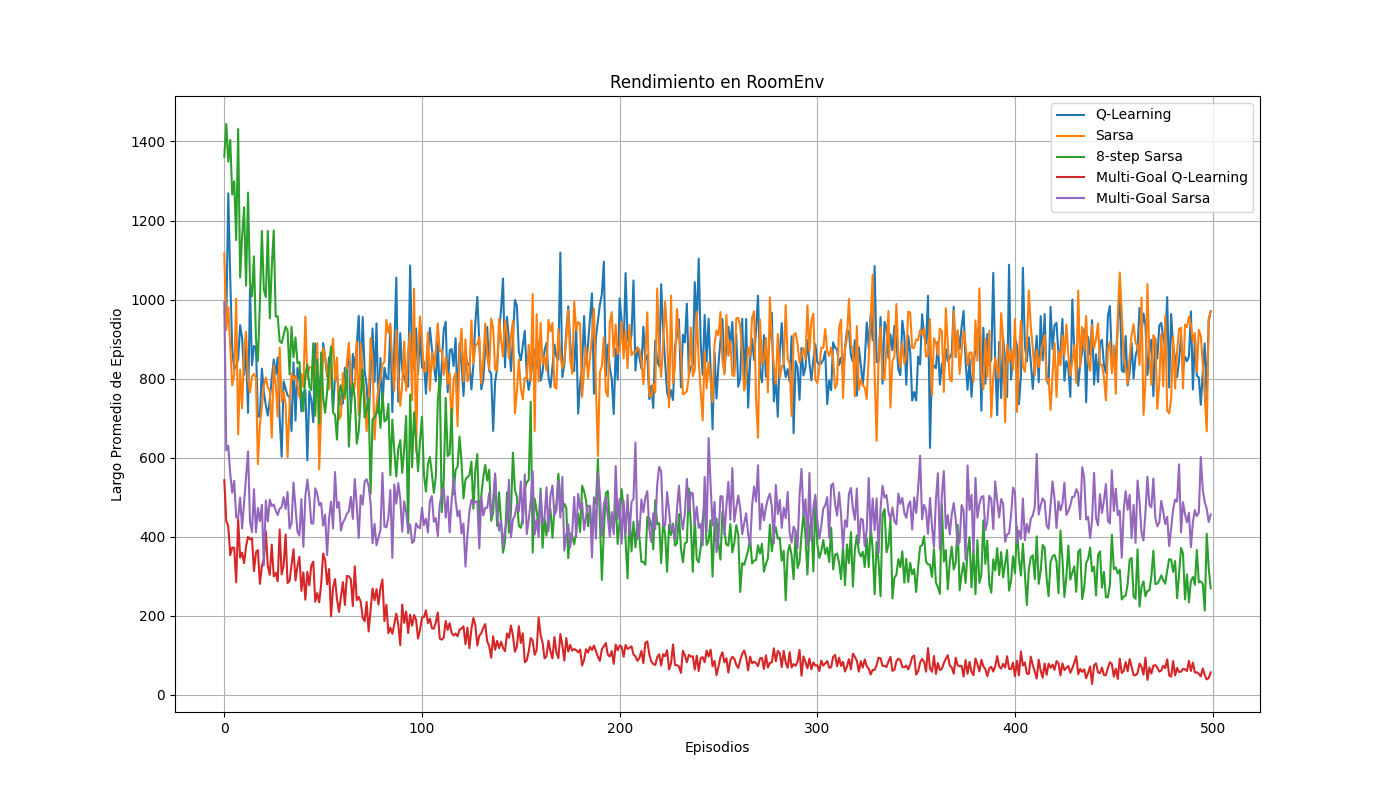 Rendimiento en RoomEnv
Q-Learning
Sarsa
8-step Sarsa
Multi-Goal Q-Learning
Multi-Goal Sarsa
Largo Promedio de Episodio
1400
1200
1000
800
600
400
200
0
0 100 200 300 400 500
Episodios